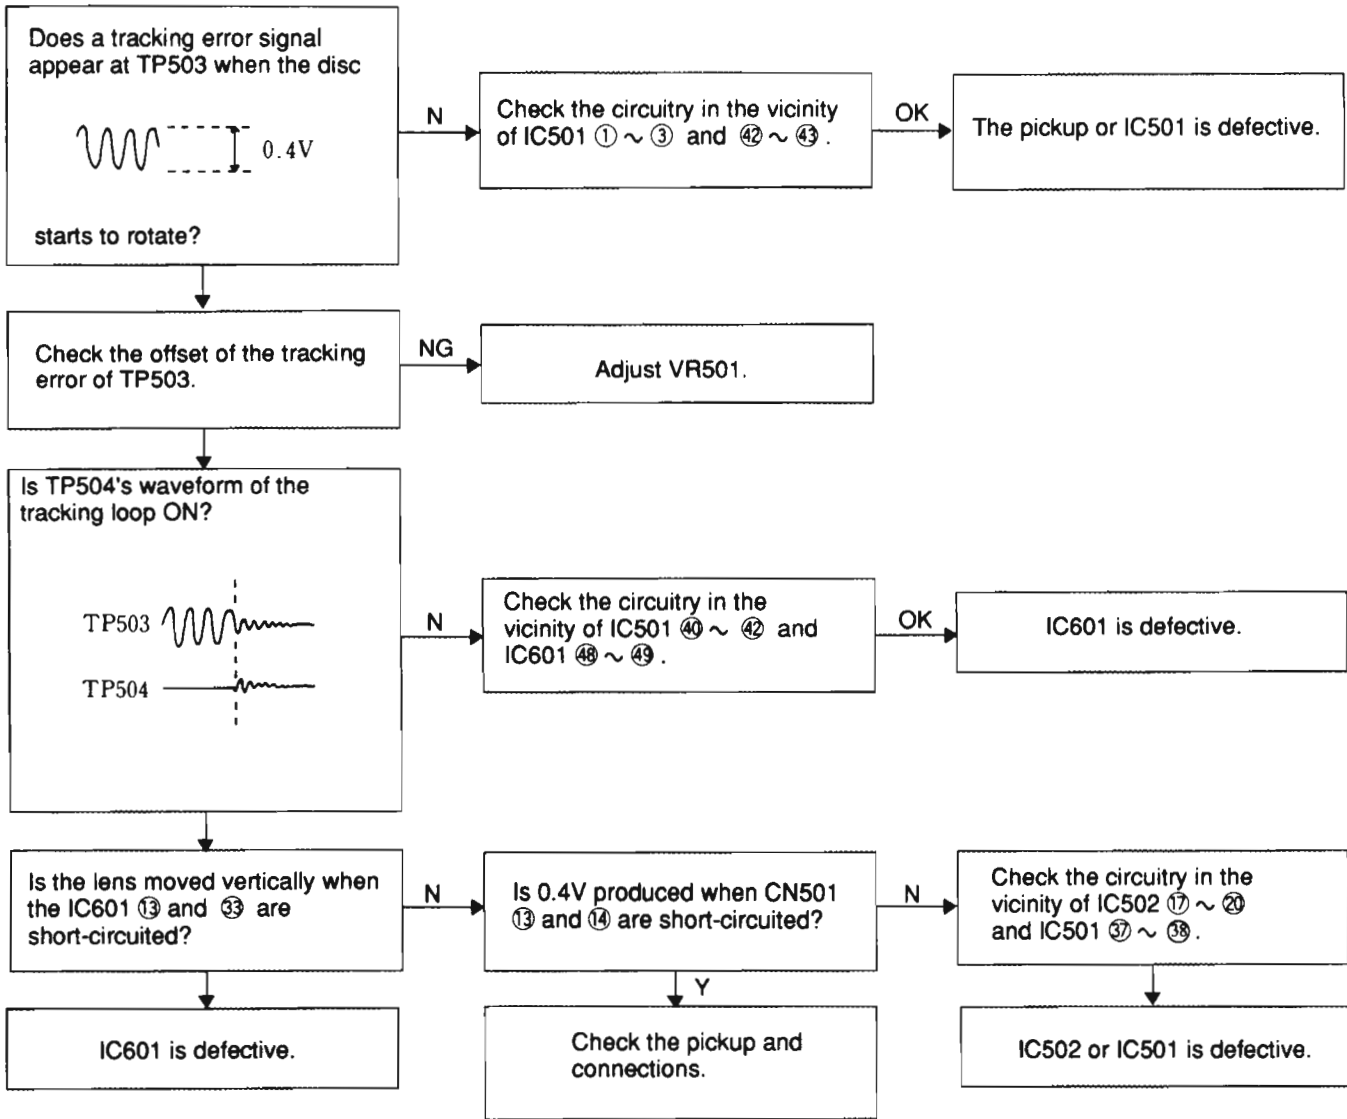 Does a tracking error signal
appear at TP503 when the disc
0.4V
starts to rotate?
N
Check the circuitry in the vicinity
of IC501 ① ~ ③ and ㊷ ~ ㊸ .
OK
The pickup or IC501 is defective.
Check the offset of the tracking
error of TP503.
NG
Adjust VR501.
Is TP504's waveform of the
tracking loop ON?
TP503
TP504
N
Check the circuitry in the
vicinity of IC501 ㊵ ~ ㊷ and
IC601 ㊽ ~ ㊾ .
OK
IC601 is defective.
Is the lens moved vertically when
the IC601 ⑬ and ㉝ are
short-circuited?
N
Is 0.4V produced when CN501
⑬ and ⑭ are short-circuited?
N
Check the circuitry in the
vicinity of IC502 ⑰ ~ ⑳
and IC501 ㊲ ~ ㊳ .
Y
IC601 is defective.
Check the pickup and
connections.
IC502 or IC501 is defective.